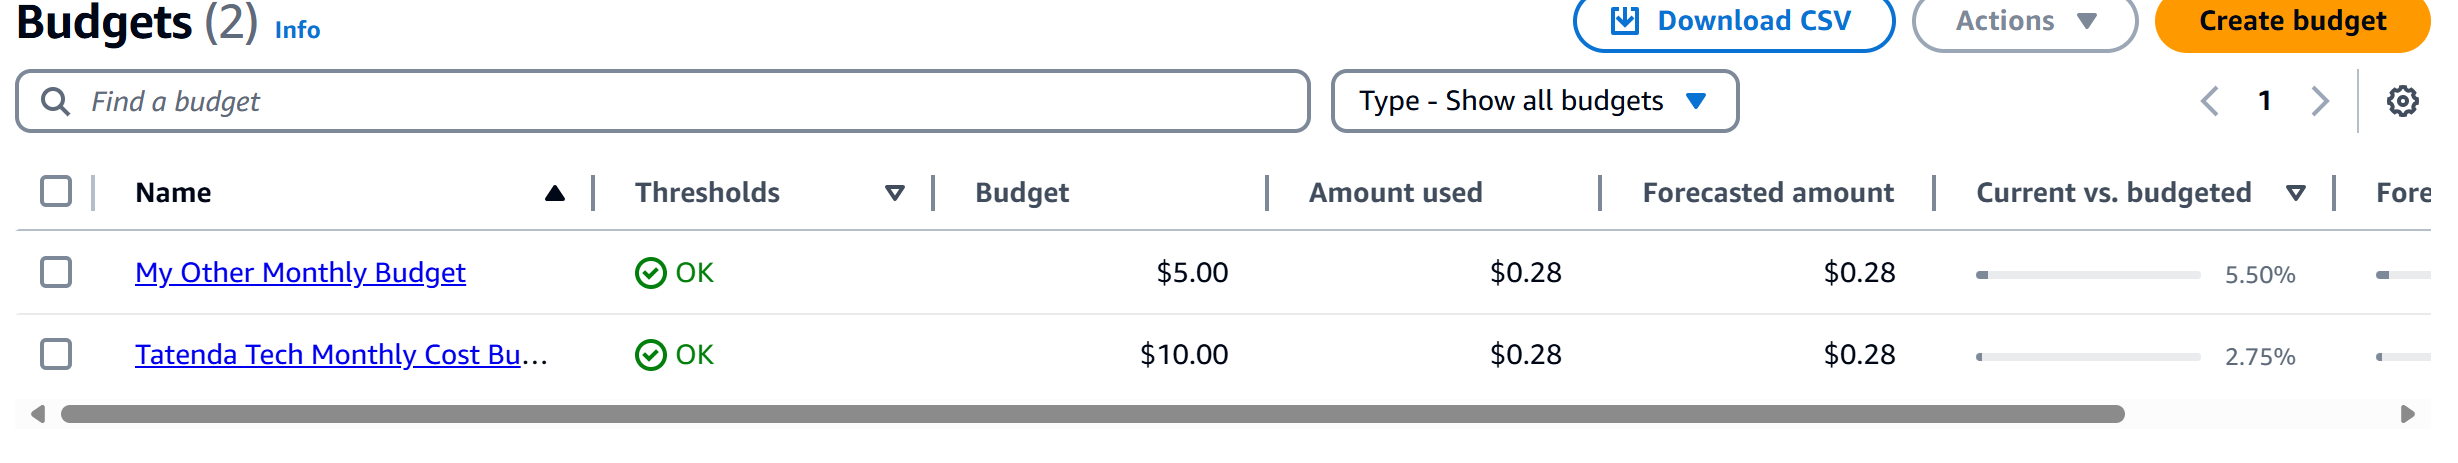 Budgets (2) Info
Download CSV
Actions
Create budget
Find a budget
Type - Show all budgets
1
Name Thresholds Budget Amount used Forecasted amount Current vs. budgeted Fore
My Other Monthly Budget OK $5.00 $0.28 $0.28 5.50%
Tatenda Tech Monthly Cost Bu... OK $10.00 $0.28 $0.28 2.75%